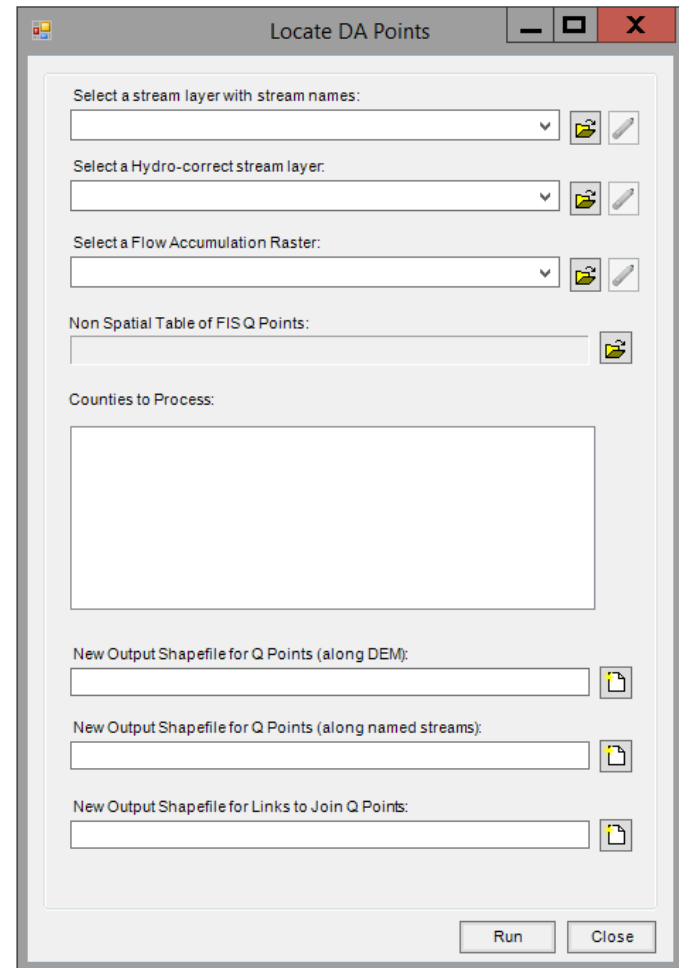 Locate DA Points
Select a stream layer with stream names:
Select a Hydro-correct stream layer:
Select a Flow Accumulation Raster:
Non Spatial Table of FIS Q Points:
Counties to Process:
New Output Shapefile for Q Points (along DEM):
New Output Shapefile for Q Points (along named streams):
New Output Shapefile for Links to Join Q Points:
Run
Close